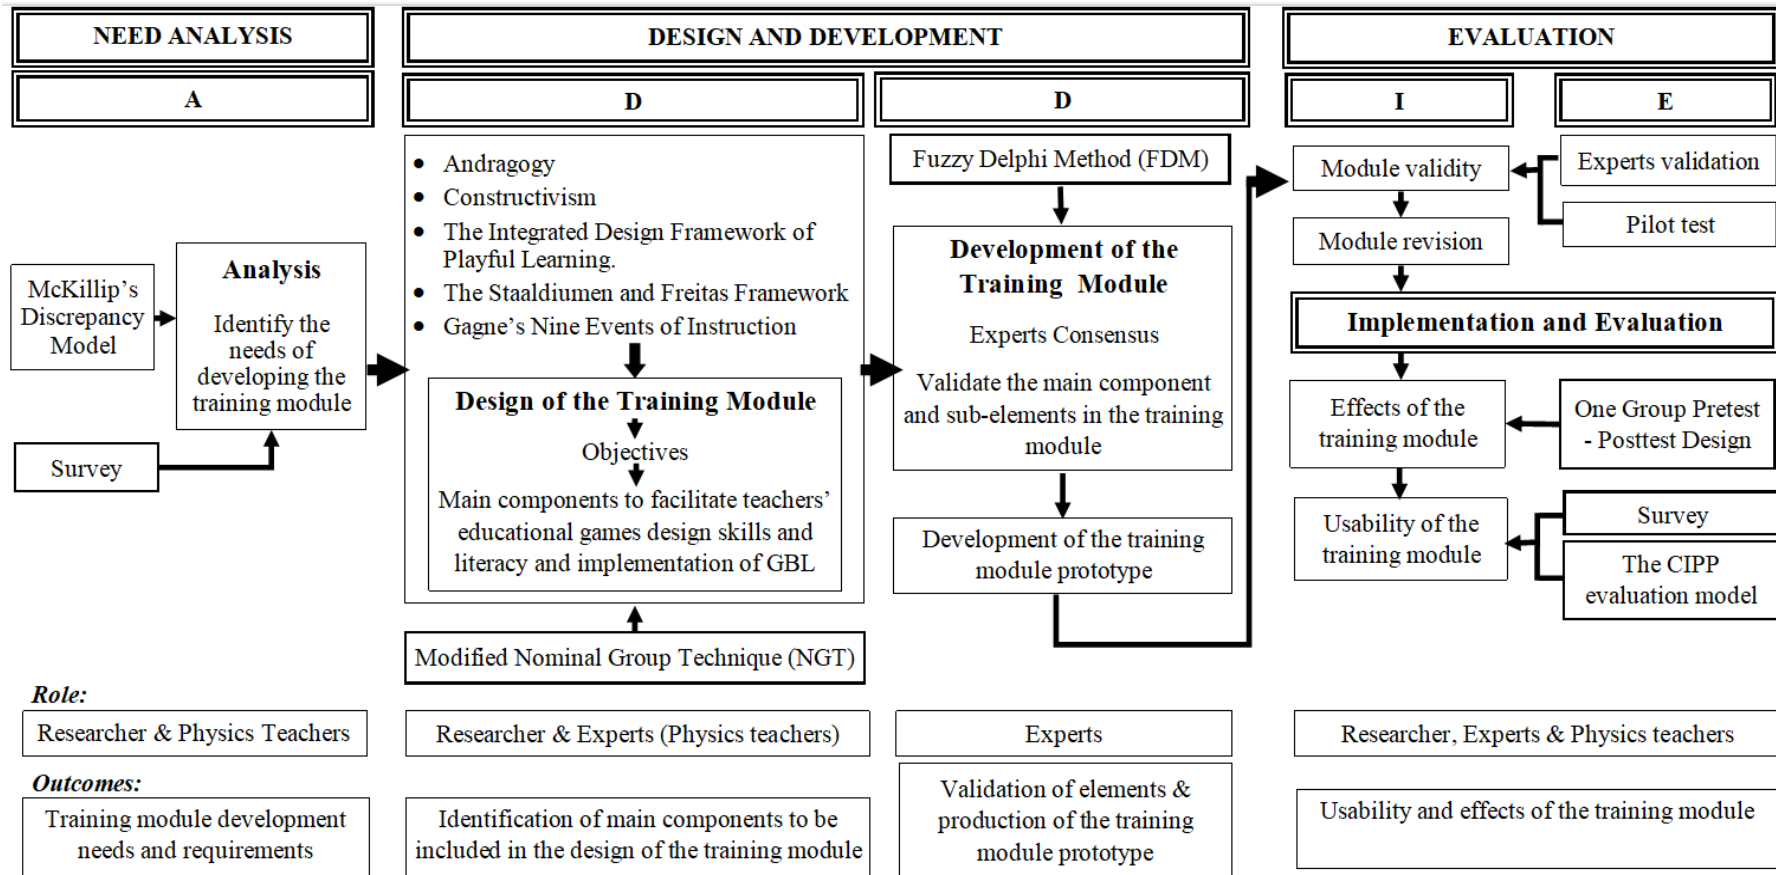 NEED ANALYSIS
DESIGN AND DEVELOPMENT
EVALUATION
A
D
D
I
E
McKillip's
Discrepancy
Model
Survey
Analysis
Identify the
needs of
developing the
training module
• Andragogy
• Constructivism
• The Integrated Design Framework of
Playful Learning.
• The Staaldiumen and Freitas Framework
• Gagne's Nine Events of Instruction
Design of the Training Module
Objectives
Main components to facilitate teachers'
educational games design skills and
literacy and implementation of GBL
Modified Nominal Group Technique (NGT)
Fuzzy Delphi Method (FDM)
Development of the
Training Module
Experts Consensus
Validate the main component
and sub-elements in the training
module
Development of the training
module prototype
Module validity
Experts validation
Pilot test
Module revision
Implementation and Evaluation
Effects of the
training module
One Group Pretest
- Posttest Design
Usability of the
training module
Survey
The CIPP
evaluation model
Role:
Researcher & Physics Teachers
Researcher & Experts (Physics teachers)
Experts
Researcher, Experts & Physics teachers
Outcomes:
Training module development
needs and requirements
Identification of main components to be
included in the design of the training module
Validation of elements &
production of the training
module prototype
Usability and effects of the training module